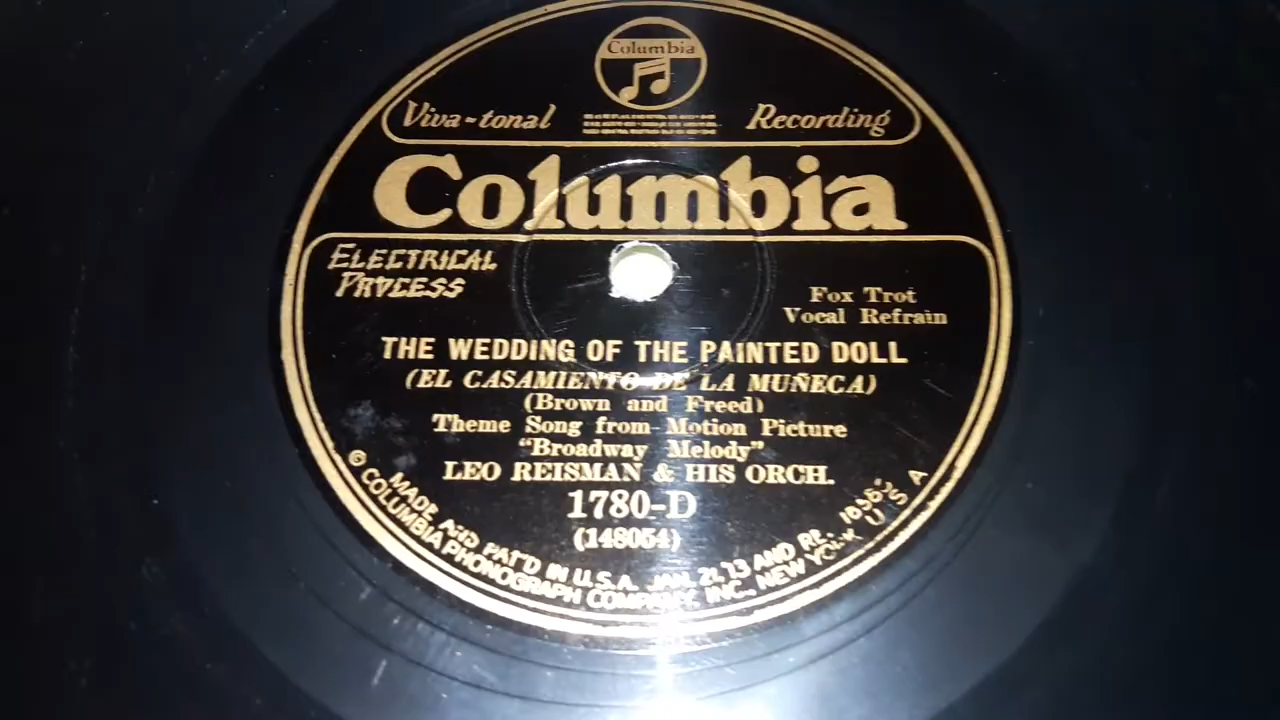 Columbia
Viva-tonal Recording
Columbia
ELECTRICAL
PROCESS
Fox Trot
Vocal Refrain
THE WEDDING OF THE PAINTED DOLL
(EL CASAMIENTO DE LA MUÑECA)
(Brown and Freed)
Theme Song from Motion Picture
"Broadway Melody"
LEO REISMAN & HIS ORCH.
1780-D
(148054)
MADE AND PAT'D IN U.S.A. JAN. 21, '13 AND RE.
© COLUMBIA PHONOGRAPH COMPANY, INC., NEW YORK U S A